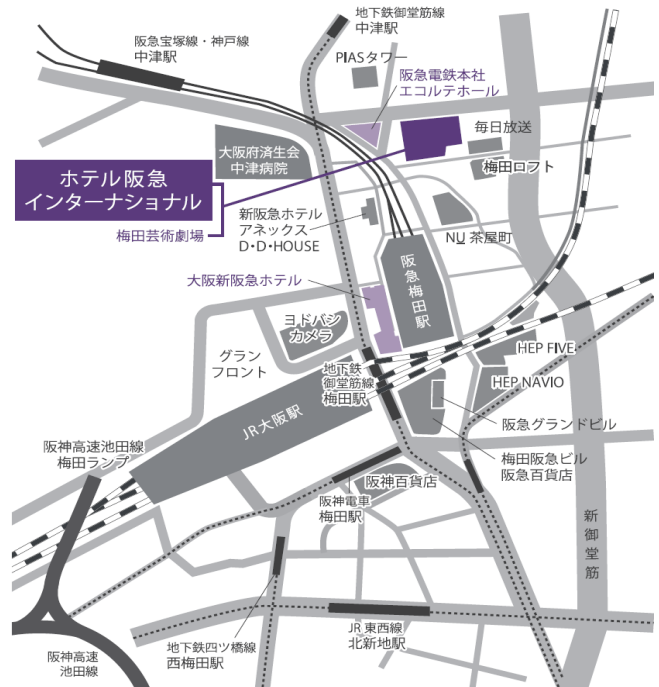 地下鉄御堂筋線
中津駅
阪急宝塚線・神戸線
中津駅
PIASタワー
阪急電鉄本社
エコルテホール
毎日放送
大阪府済生会
中津病院
梅田ロフト
ホテル阪急
インターナショナル
新阪急ホテル
アネックス
D・D・HOUSE
梅田芸術劇場
NU 茶屋町
阪急梅田駅
大阪新阪急ホテル
ヨドバシ
カメラ
HEP FIVE
グラン
フロント
地下鉄
御堂筋線
梅田駅
HEP NAVIO
JR大阪駅
阪急グランドビル
阪神高速池田線
梅田ランプ
梅田阪急ビル
阪急百貨店
阪神百貨店
阪神電車
梅田駅
新御堂筋
JR 東西線
北新地駅
地下鉄四ツ橋線
西梅田駅
阪神高速
池田線